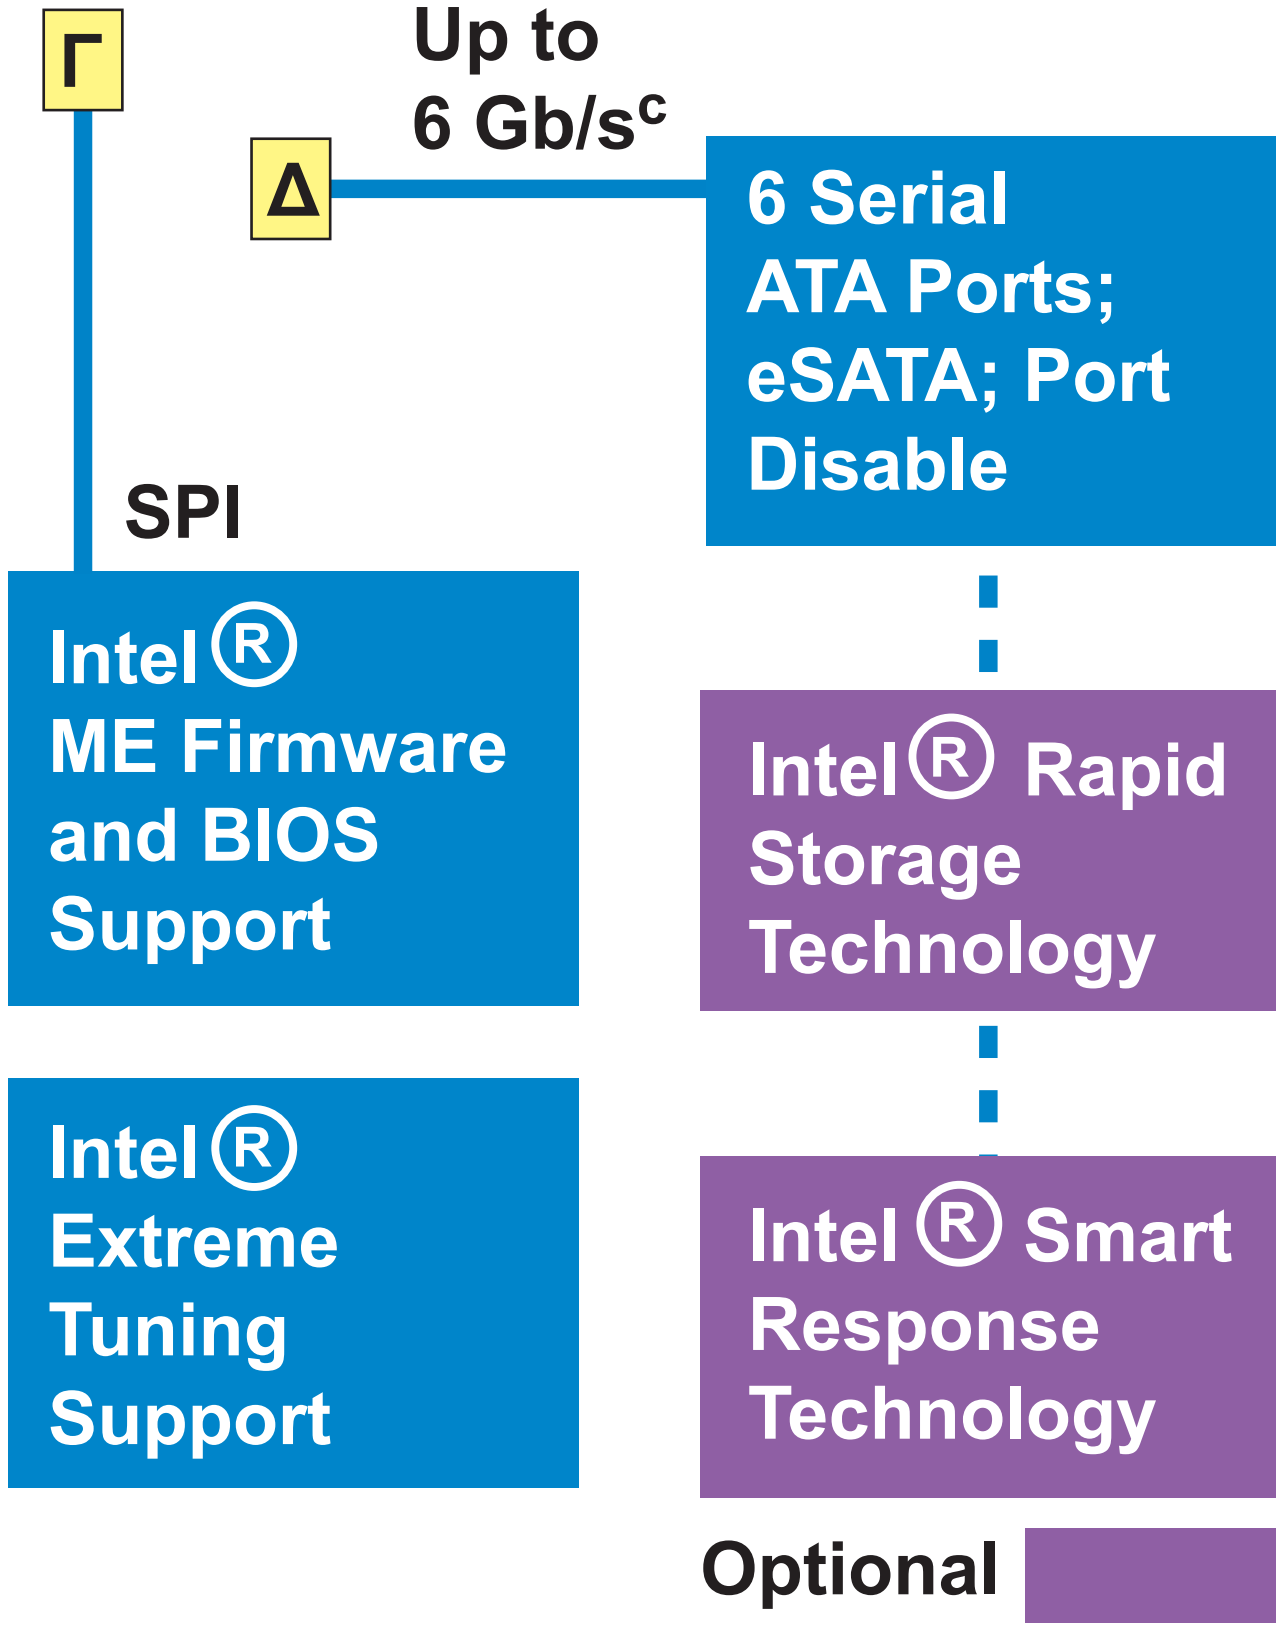 Γ
Up to
6 Gb/sᶜ
Δ
6 Serial
ATA Ports;
eSATA; Port
Disable
SPI
Intel®
ME Firmware
and BIOS
Support
Intel® Rapid
Storage
Technology
Intel®
Extreme
Tuning
Support
Intel® Smart
Response
Technology
Optional